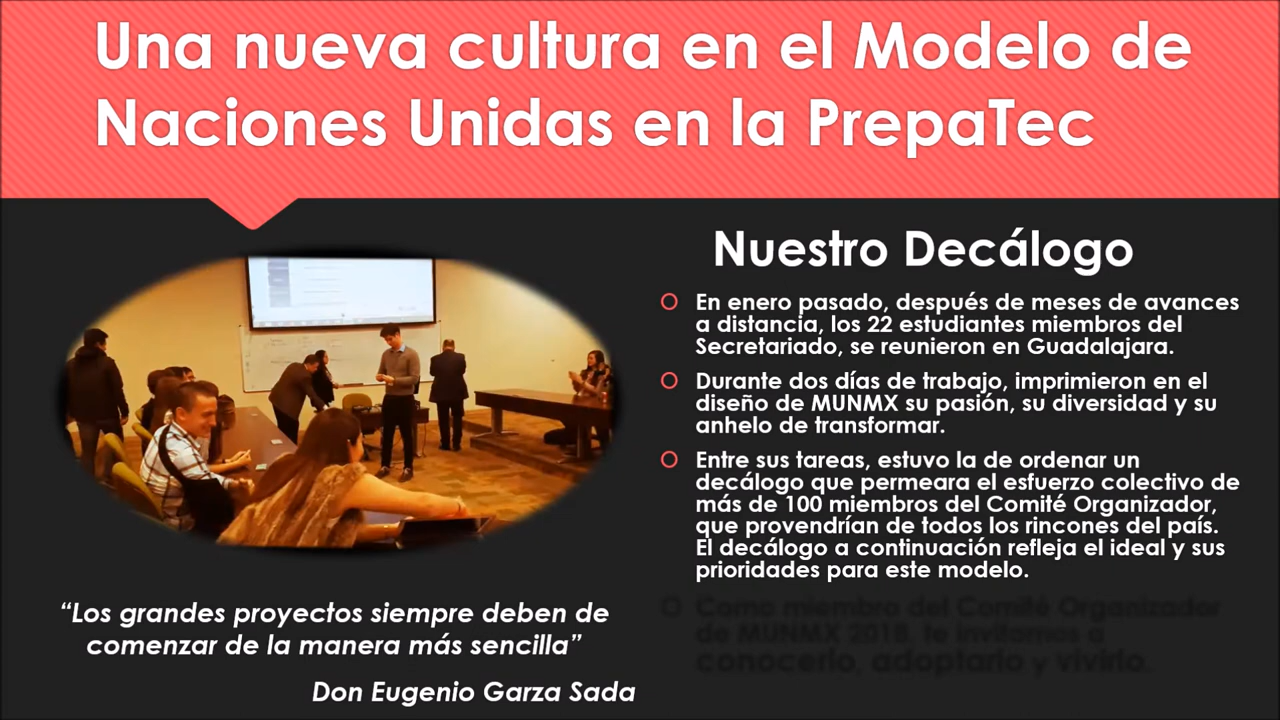 Una nueva cultura en el Modelo de
Naciones Unidas en la PrepaTec
Nuestro Decálogo
En enero pasado, después de meses de avances
a distancia, los 22 estudiantes miembros del
Secretariado, se reunieron en Guadalajara.
Durante dos días de trabajo, imprimieron en el
diseño de MUNMX su pasión, su diversidad y su
anhelo de transformar.
Entre sus tareas, estuvo la de ordenar un
decálogo que permeara el esfuerzo colectivo de
más de 100 miembros del Comité Organizador,
que provendrían de todos los rincones del país.
El decálogo a continuación refleja el ideal y sus
prioridades para este modelo.
Como miembro del Comité Organizador
de MUNMX 2018, te invitamos a
conocerlo, adoptarlo y vivirlo.
“Los grandes proyectos siempre deben de
comenzar de la manera más sencilla”
Don Eugenio Garza Sada